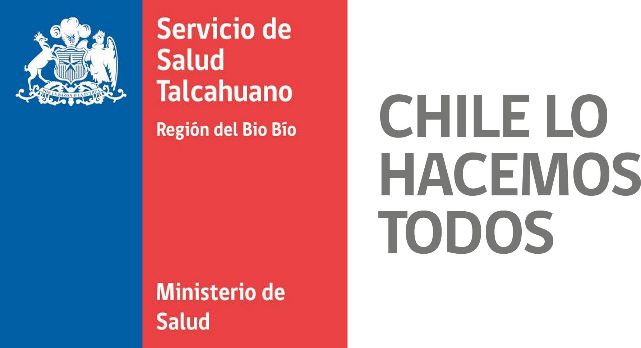 Servicio de
Salud
Talcahuano
Región del Bio Bío
Ministerio de
Salud
CHILE LO
HACEMOS
TODOS